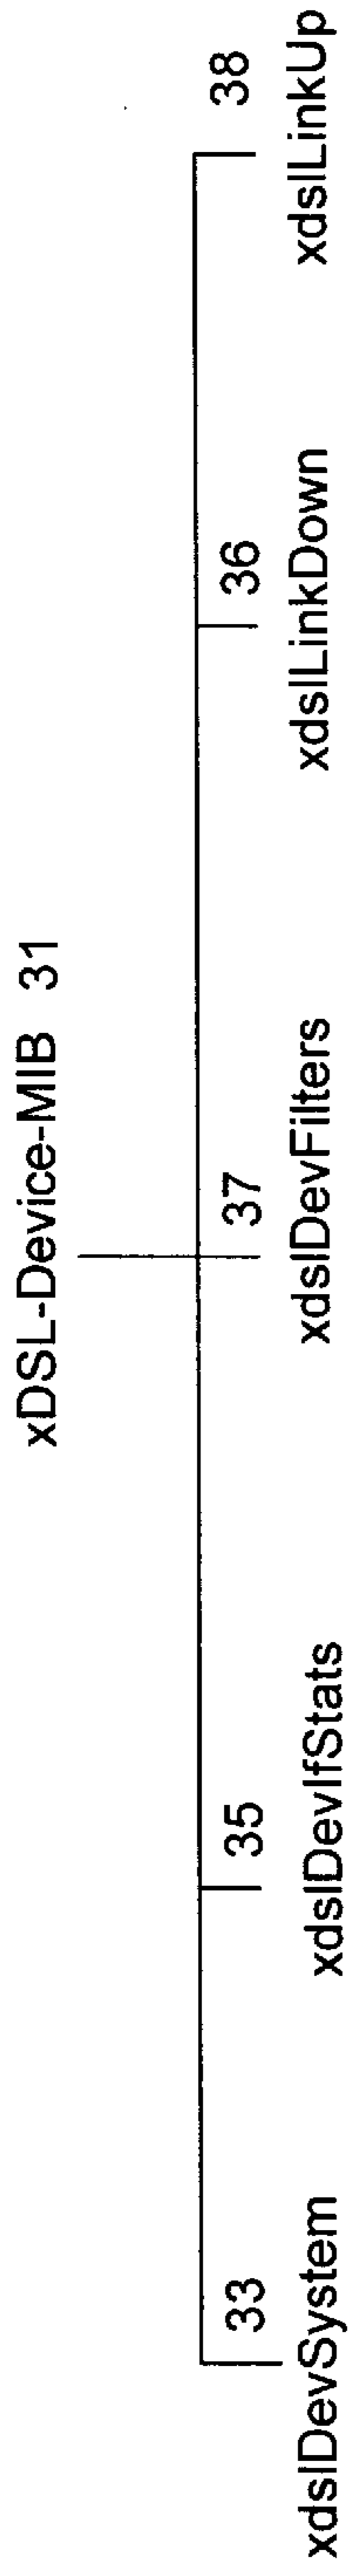 xDSL-Device-MIB 31
33
xdslDevSystem
35
xdslDevIfStats
37
xdslDevFilters
36
xdslLinkDown
38
xdslLinkUp